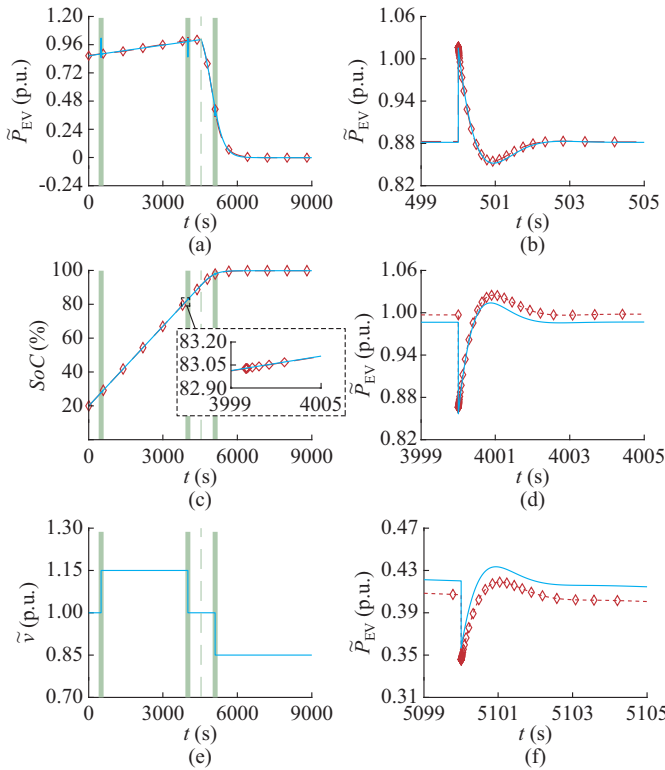 1.20
0.96
0.72
0.48
0.24
0
-0.24
P̃EV (p.u.)
0 3000 6000 9000
t (s)
(a)
1.06
1.00
0.94
0.88
0.82
P̃EV (p.u.)
499 501 503 505
t (s)
(b)
100
80
60
40
20
0
SoC (%)
83.20
83.05
82.90
3999 4005
0 3000 6000 9000
t (s)
(c)
1.06
1.00
0.94
0.88
0.82
P̃EV (p.u.)
3999 4001 4003 4005
t (s)
(d)
1.30
1.15
1.00
0.85
0.70
ṽ (p.u.)
0 3000 6000 9000
t (s)
(e)
0.47
0.43
0.39
0.35
0.31
P̃EV (p.u.)
5099 5101 5103 5105
t (s)
(f)